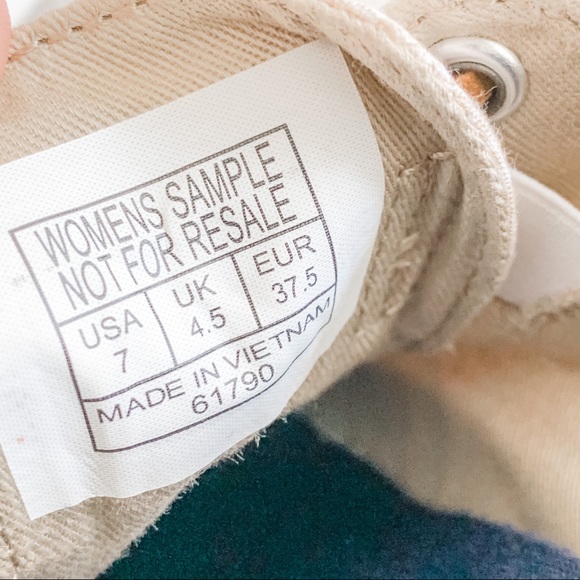 WOMENS SAMPLE
NOT FOR RESALE
USA UK EUR
7 4.5 37.5
MADE IN VIETNAM
61790